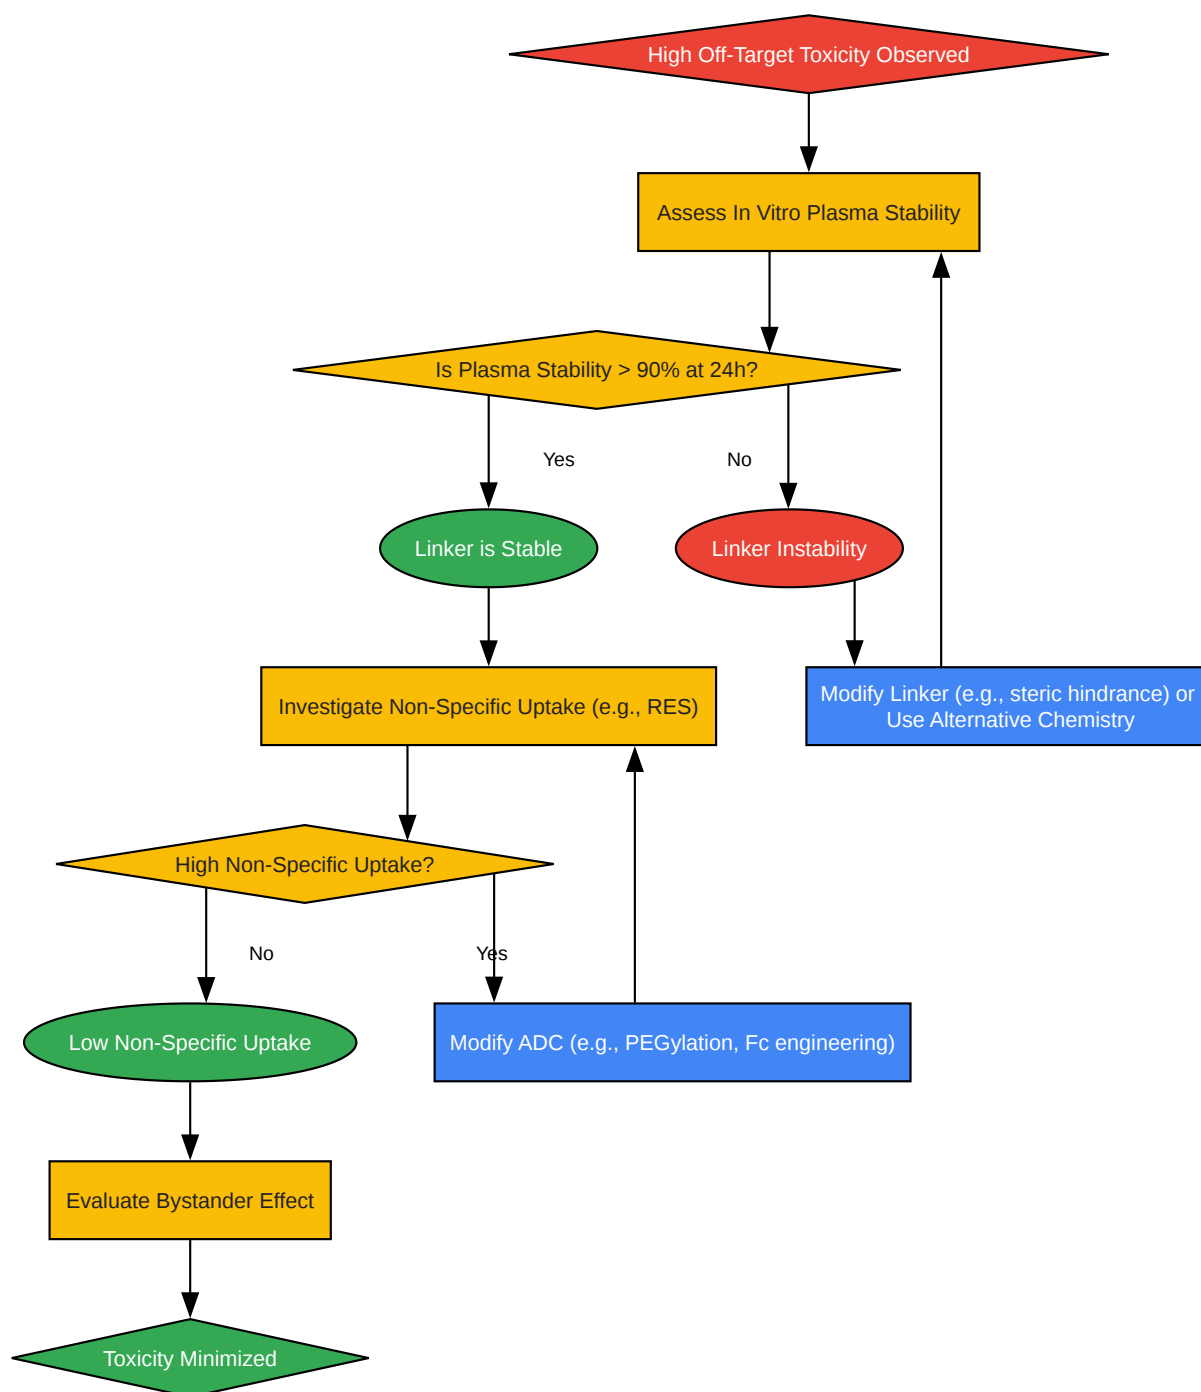 High Off-Target Toxicity Observed
Assess In Vitro Plasma Stability
Is Plasma Stability > 90% at 24h?
Yes
No
Linker is Stable
Linker Instability
Investigate Non-Specific Uptake (e.g., RES)
Modify Linker (e.g., steric hindrance) or
Use Alternative Chemistry
High Non-Specific Uptake?
No
Yes
Low Non-Specific Uptake
Modify ADC (e.g., PEGylation, Fc engineering)
Evaluate Bystander Effect
Toxicity Minimized